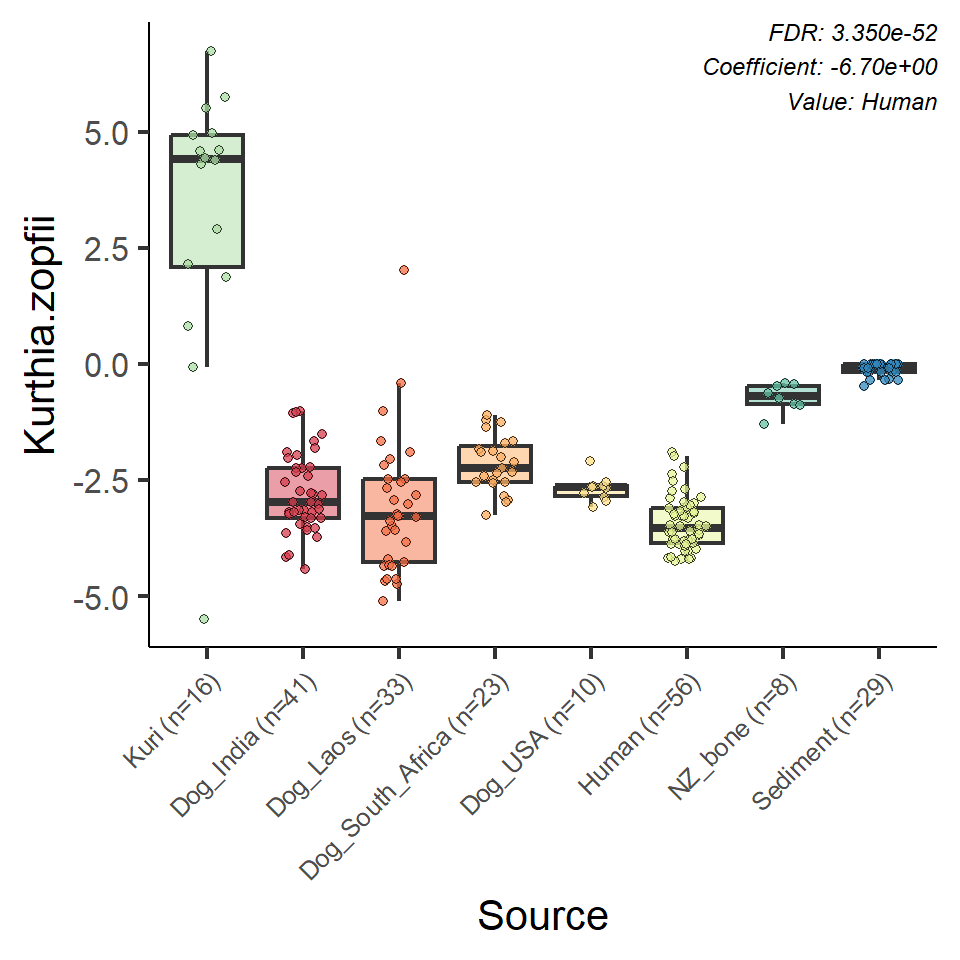 FDR: 3.350e-52
Coefficient: -6.70e+00
Value: Human
Kurthia.zopfii
5.0
2.5
0.0
-2.5
-5.0
Kuri (n=16)
Dog_India (n=41)
Dog_Laos (n=33)
Dog_South_Africa (n=23)
Dog_USA (n=10)
Human (n=56)
NZ_bone (n=8)
Sediment (n=29)
Source